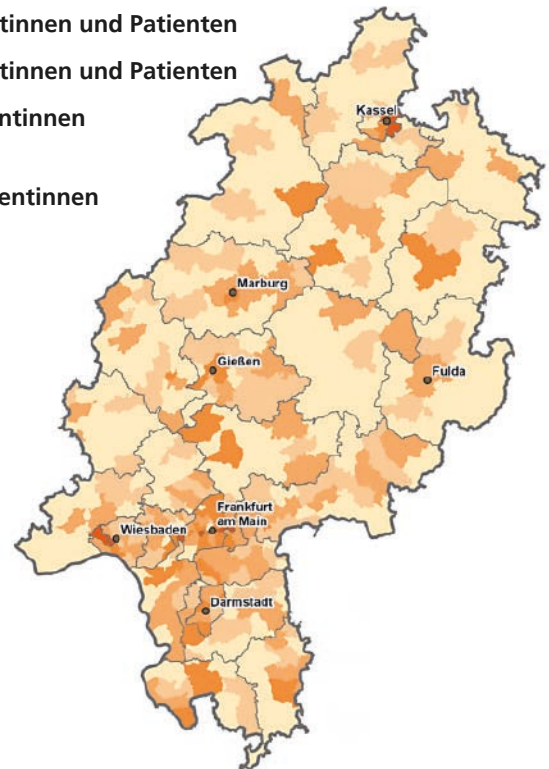 tinnen und Patienten
tinnen und Patienten
ntinnen
entinnen
Kassel
Marburg
Gießen
Fulda
Frankfurt
am Main
Wiesbaden
Darmstadt